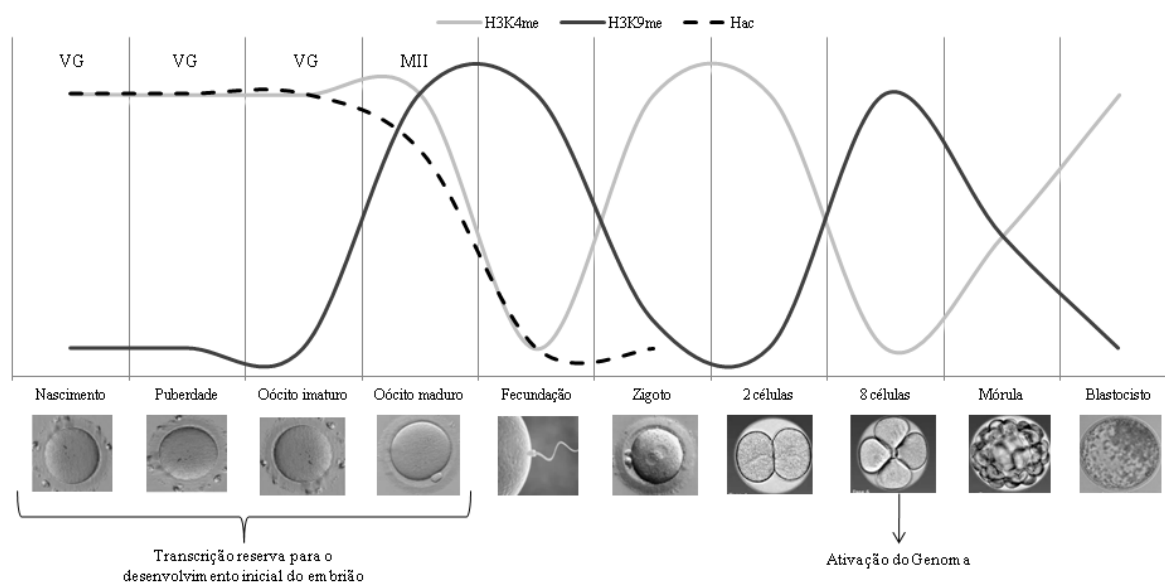 H3K4me H3K9me Hac
VG VG VG MII
Nascimento Puberdade Oócito imaturo Oócito maduro Fecundação Zigoto 2 células 8 células Mórula Blastocisto
Transcrição reserva para o
desenvolvimento inicial do embrião
Ativação do Genoma